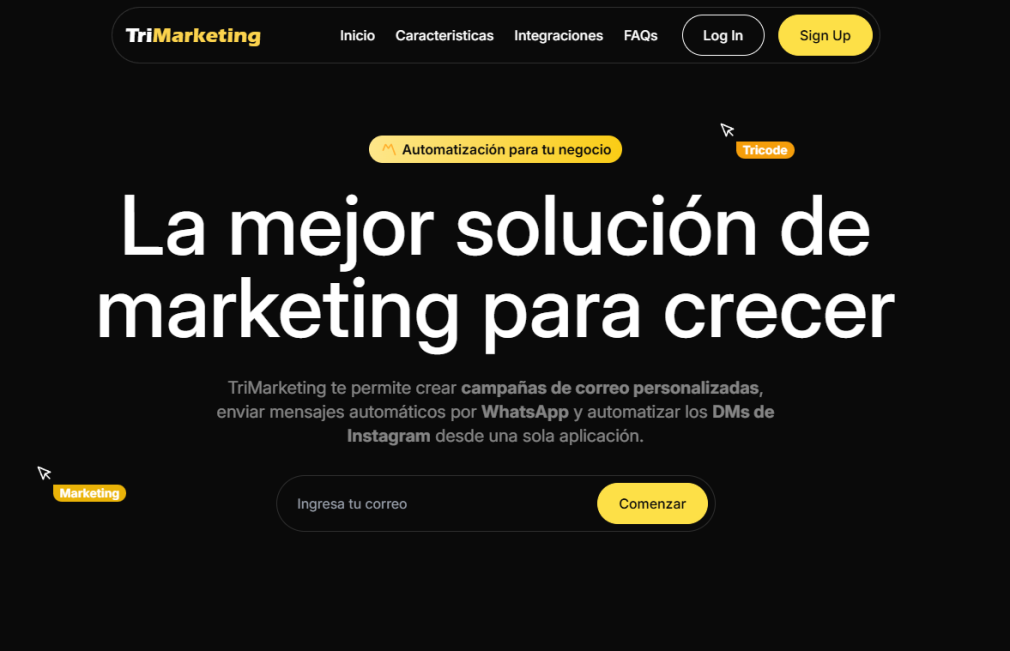 TriMarketing
Inicio
Caracteristicas
Integraciones
FAQs
Log In
Sign Up
Automatización para tu negocio
Tricode
La mejor solución de
marketing para crecer
TriMarketing te permite crear campañas de correo personalizadas,
enviar mensajes automáticos por WhatsApp y automatizar los DMs de
Instagram desde una sola aplicación.
Marketing
Ingresa tu correo
Comenzar